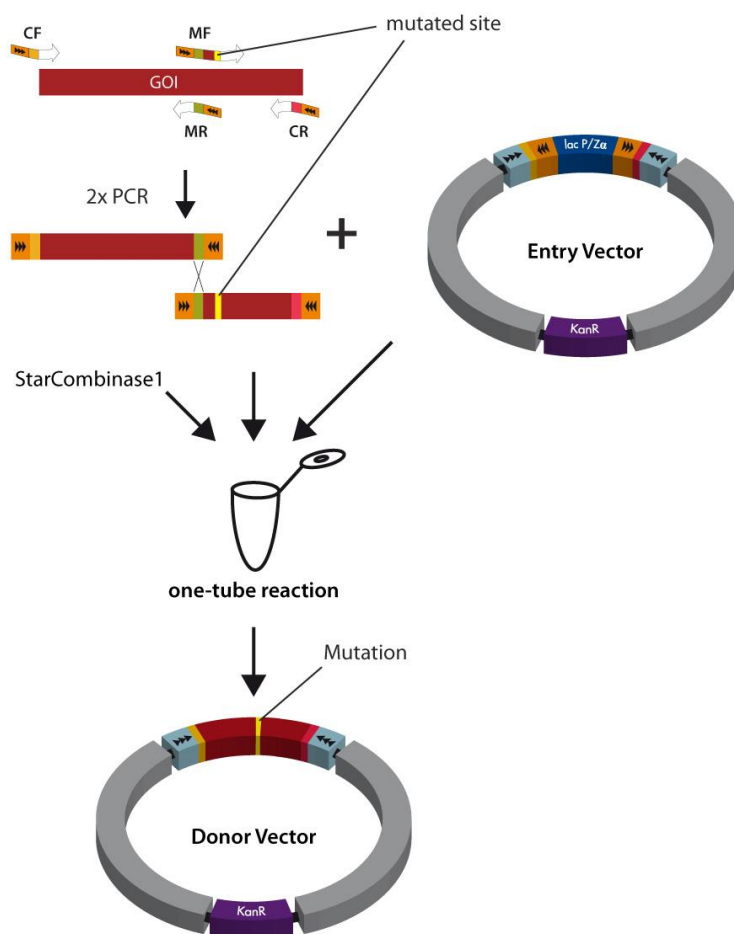 CF
MF
mutated site
GOI
MR
CR
2x PCR
+
lac P/Zα
Entry Vector
KanR
StarCombinase1
one-tube reaction
Mutation
Donor Vector
KanR